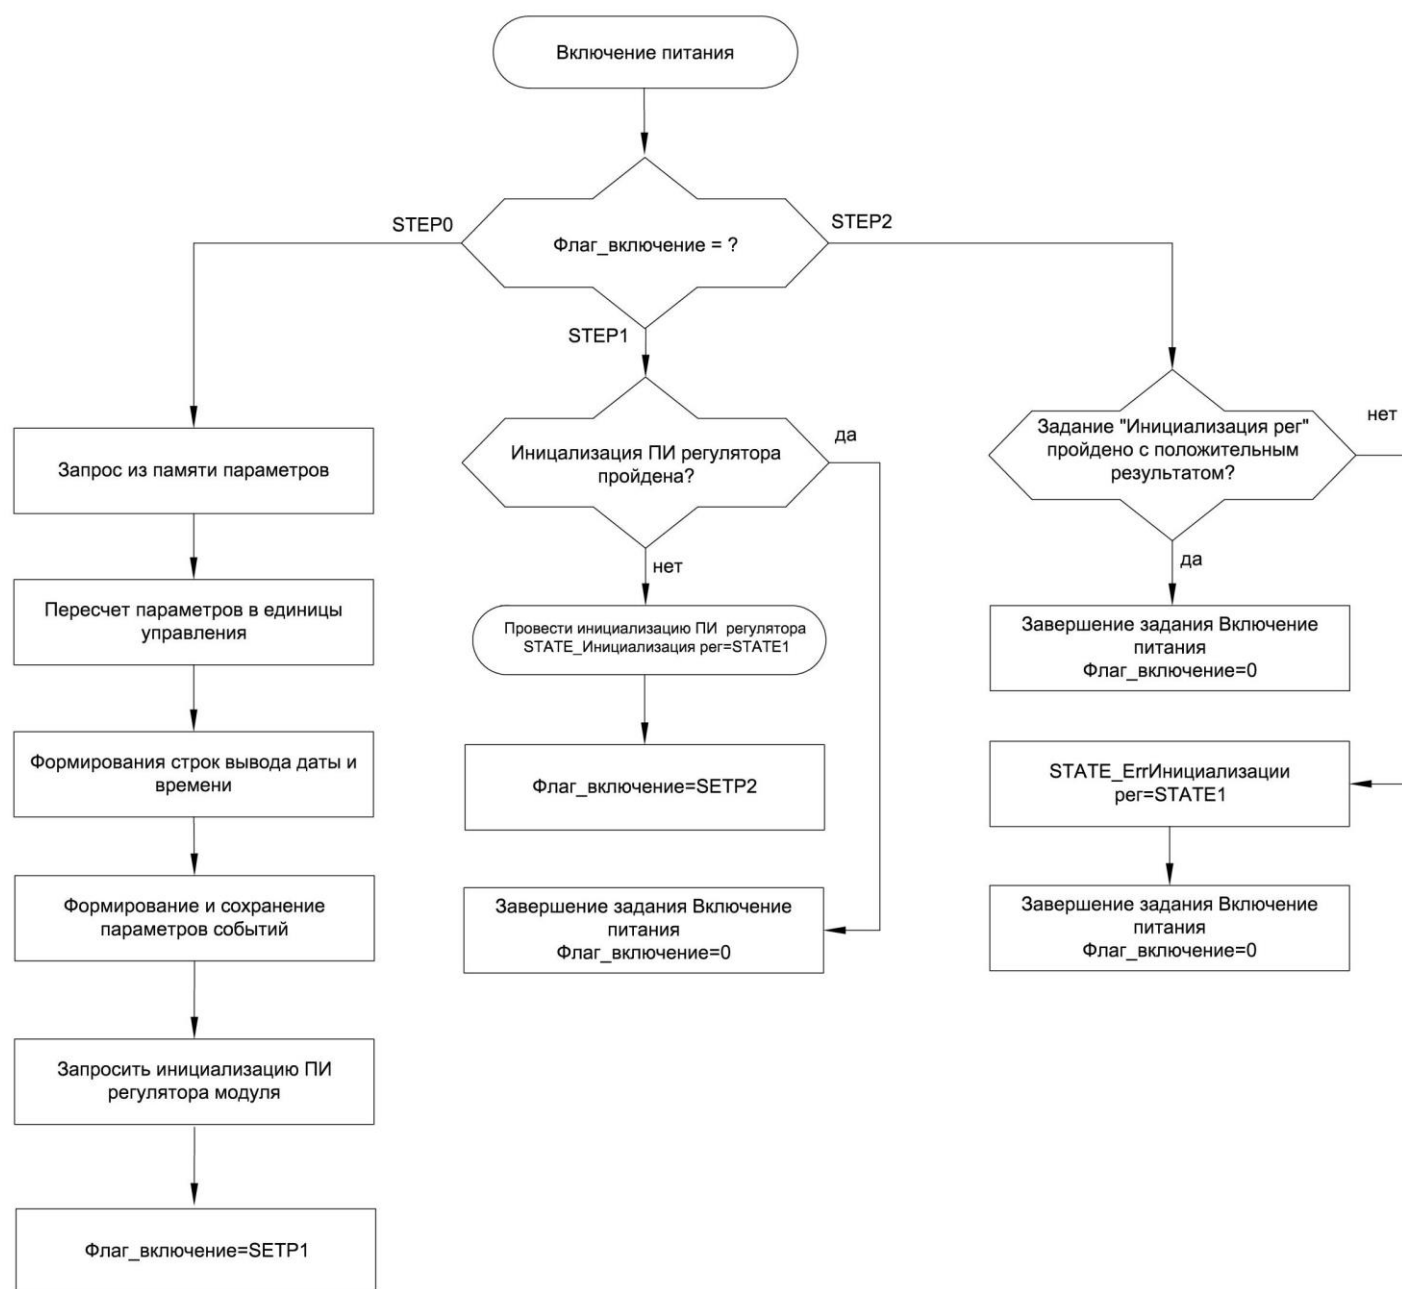 Включение питания
STEP0
Флаг_включение = ?
STEP2
STEP1
Запрос из памяти параметров
Пересчет параметров в единицы
управления
Формирования строк вывода даты и
времени
Формирование и сохранение
параметров событий
Запросить инициализацию ПИ
регулятора модуля
Флаг_включение=SETP1
Иницализация ПИ регулятора
пройдена?
да
нет
Провести инициализацию ПИ регулятора
STATE_Инициализация рег=STATE1
Флаг_включение=SETP2
Завершение задания Включение
питания
Флаг_включение=0
Задание "Инициализация рег"
пройдено с положительным
результатом?
нет
да
Завершение задания Включение
питания
Флаг_включение=0
STATE_ErrИнициализации
рег=STATE1
Завершение задания Включение
питания
Флаг_включение=0